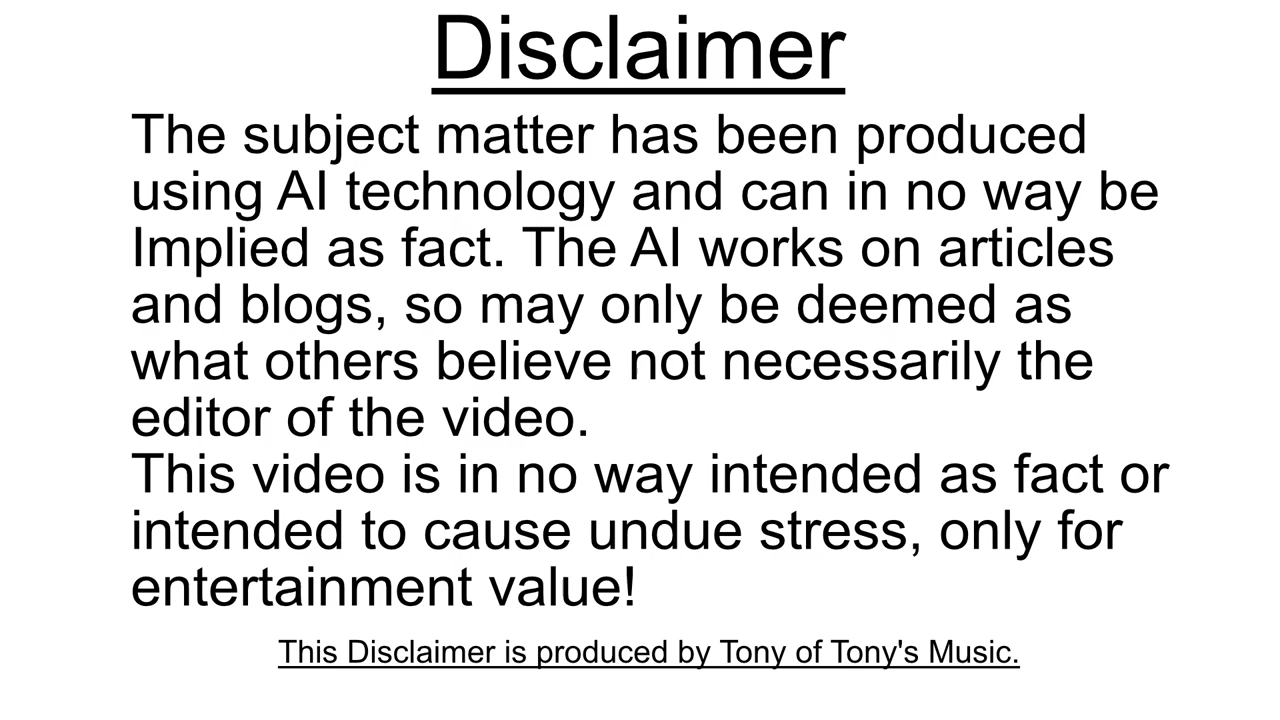 Disclaimer
The subject matter has been produced
using AI technology and can in no way be
Implied as fact. The AI works on articles
and blogs, so may only be deemed as
what others believe not necessarily the
editor of the video.
This video is in no way intended as fact or
intended to cause undue stress, only for
entertainment value!
This Disclaimer is produced by Tony of Tony's Music.